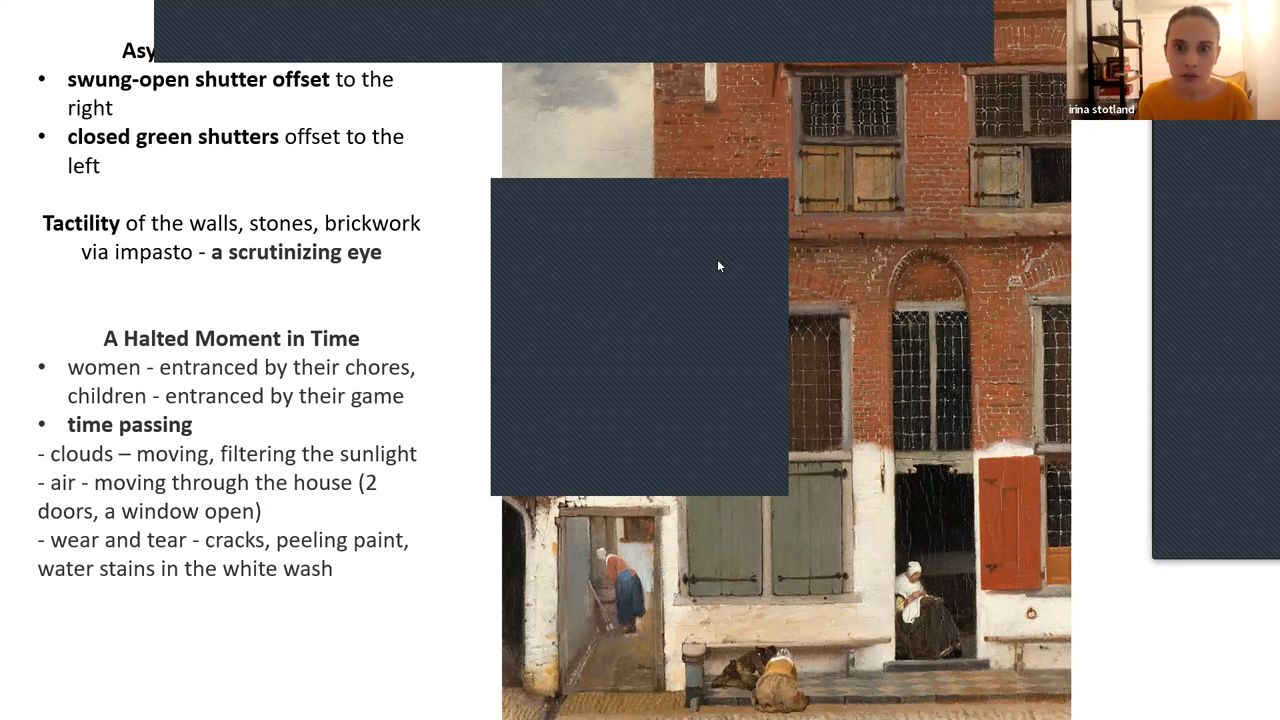 Asy
• swung-open shutter offset to the
right
• closed green shutters offset to the
left
Tactility of the walls, stones, brickwork
via impasto - a scrutinizing eye
A Halted Moment in Time
• women - entranced by their chores,
children - entranced by their game
• time passing
- clouds – moving, filtering the sunlight
- air - moving through the house (2
doors, a window open)
- wear and tear - cracks, peeling paint,
water stains in the white wash
irina stotland